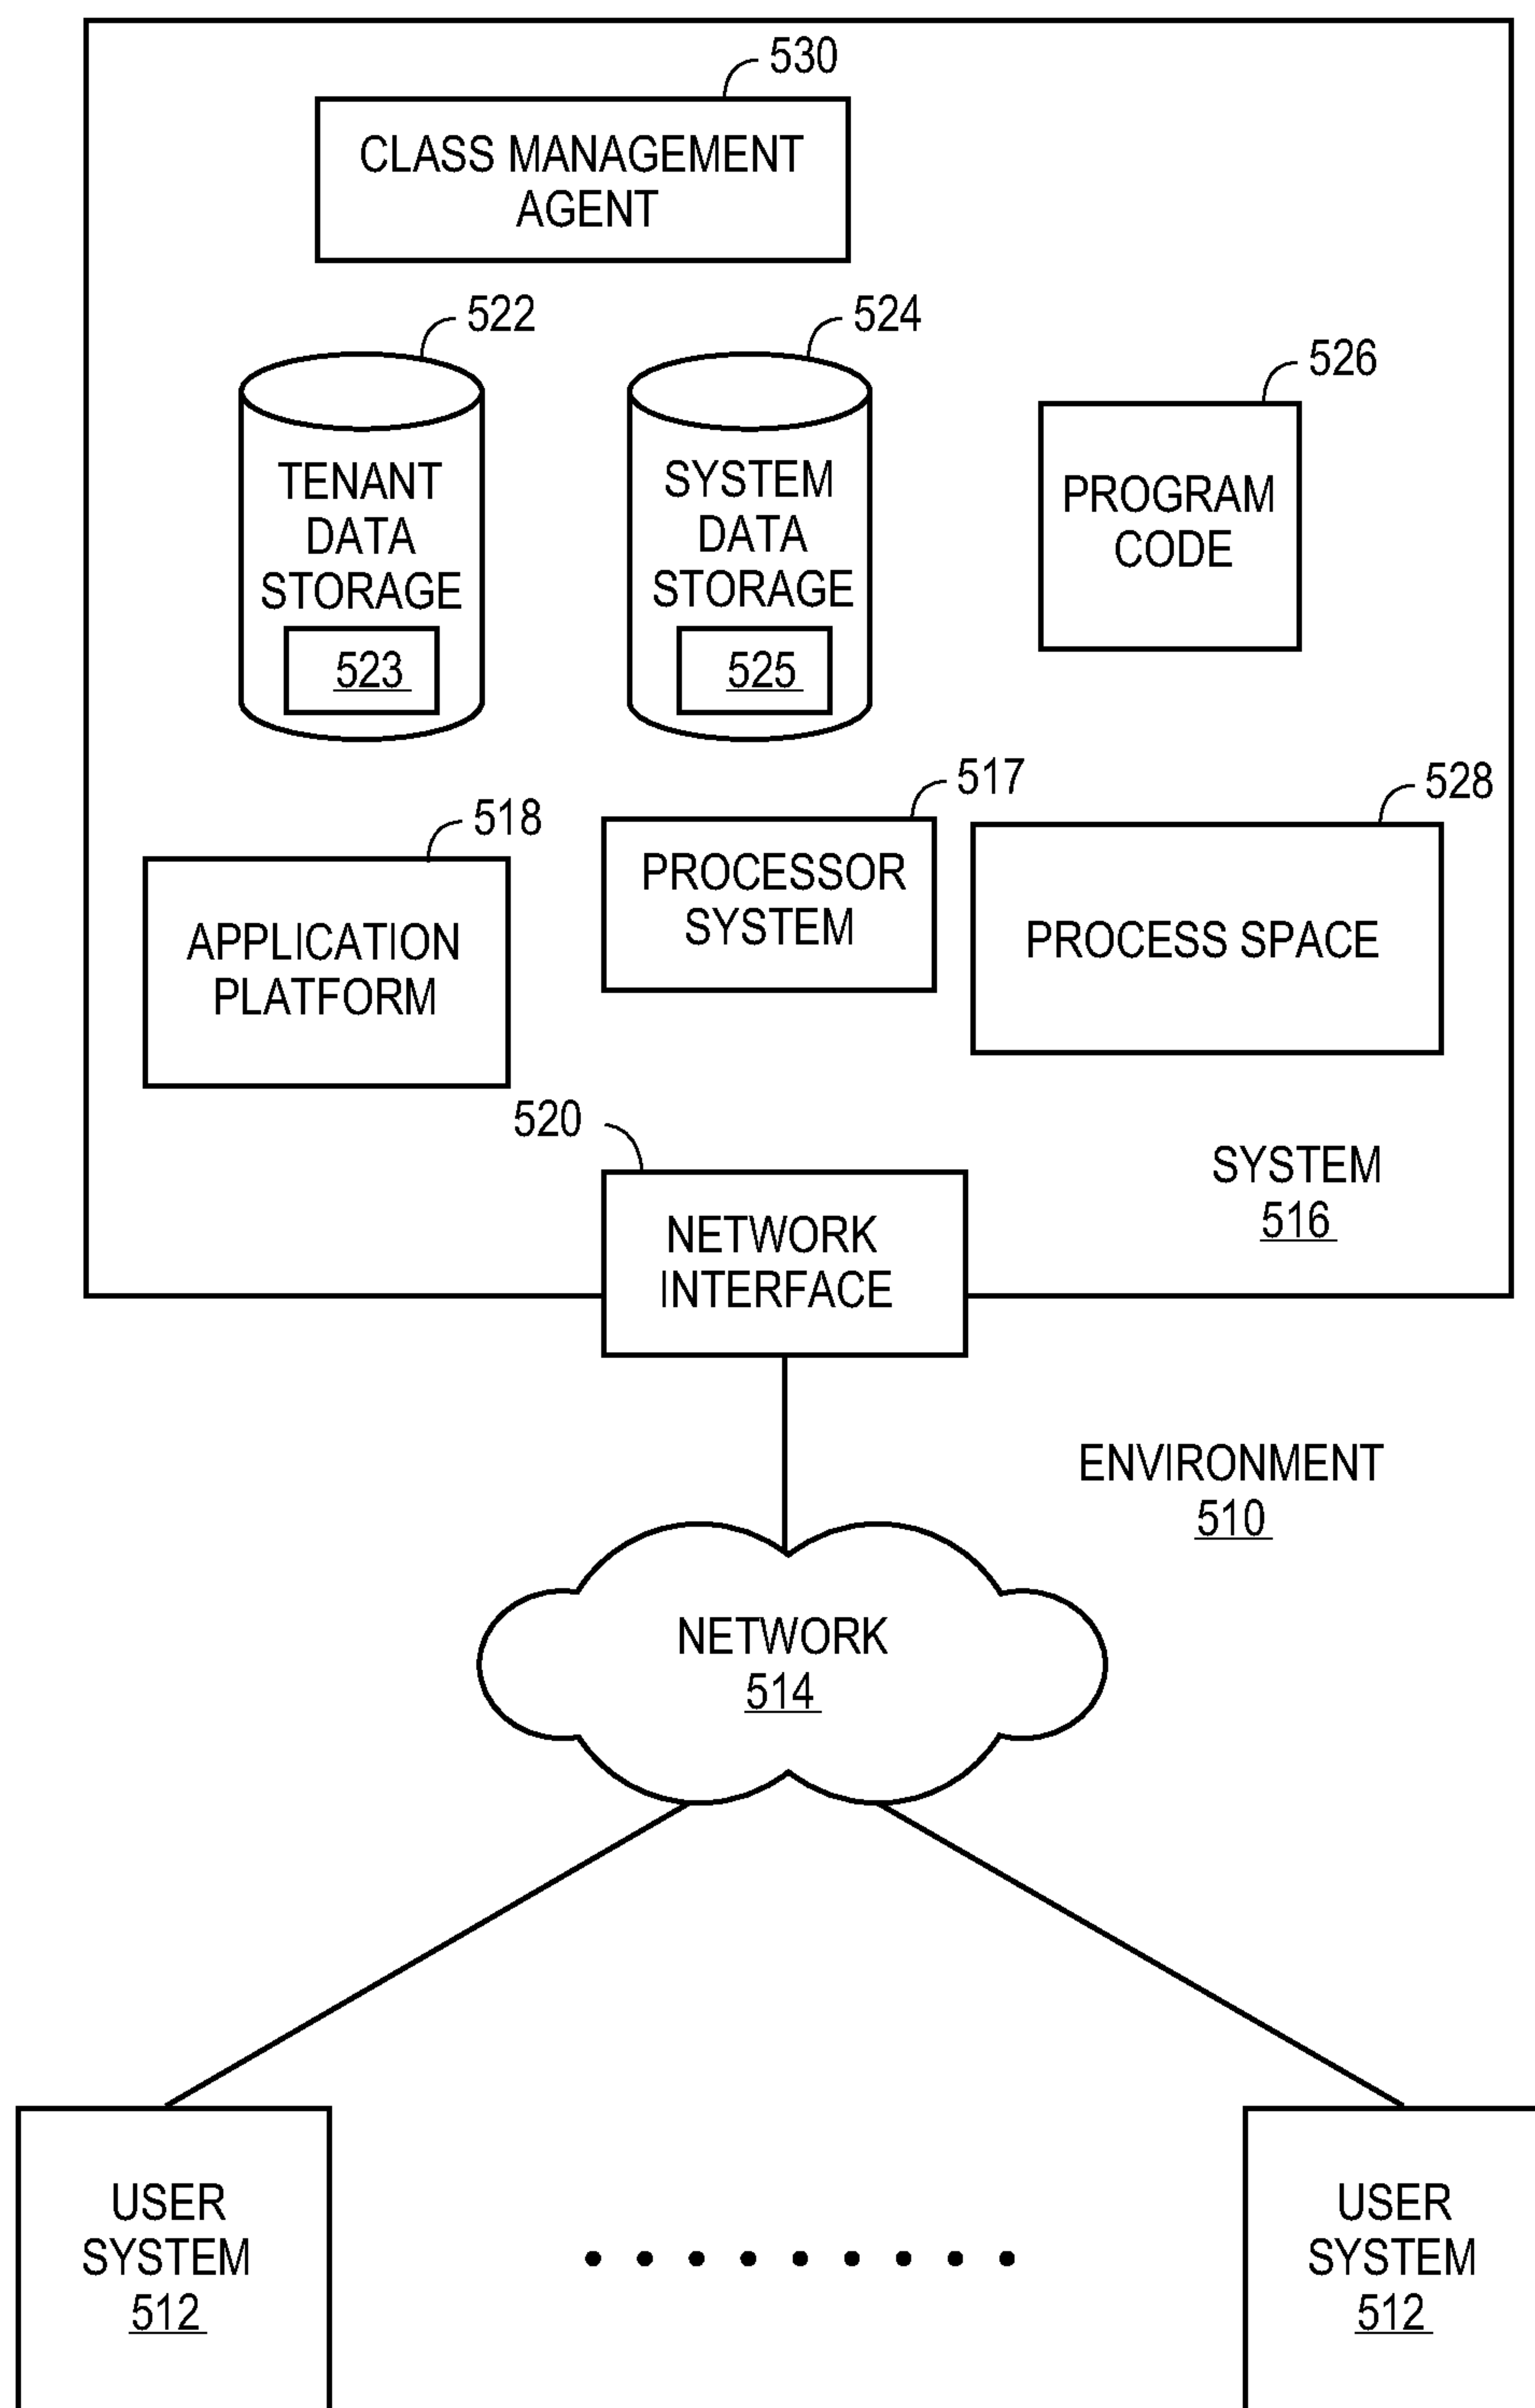 530
CLASS MANAGEMENT
AGENT
522
524
526
TENANT
DATA
STORAGE
523
SYSTEM
DATA
STORAGE
525
PROGRAM
CODE
518
517
528
APPLICATION
PLATFORM
PROCESSOR
SYSTEM
PROCESS SPACE
520
NETWORK
INTERFACE
SYSTEM
516
ENVIRONMENT
510
NETWORK
514
USER
SYSTEM
512
USER
SYSTEM
512